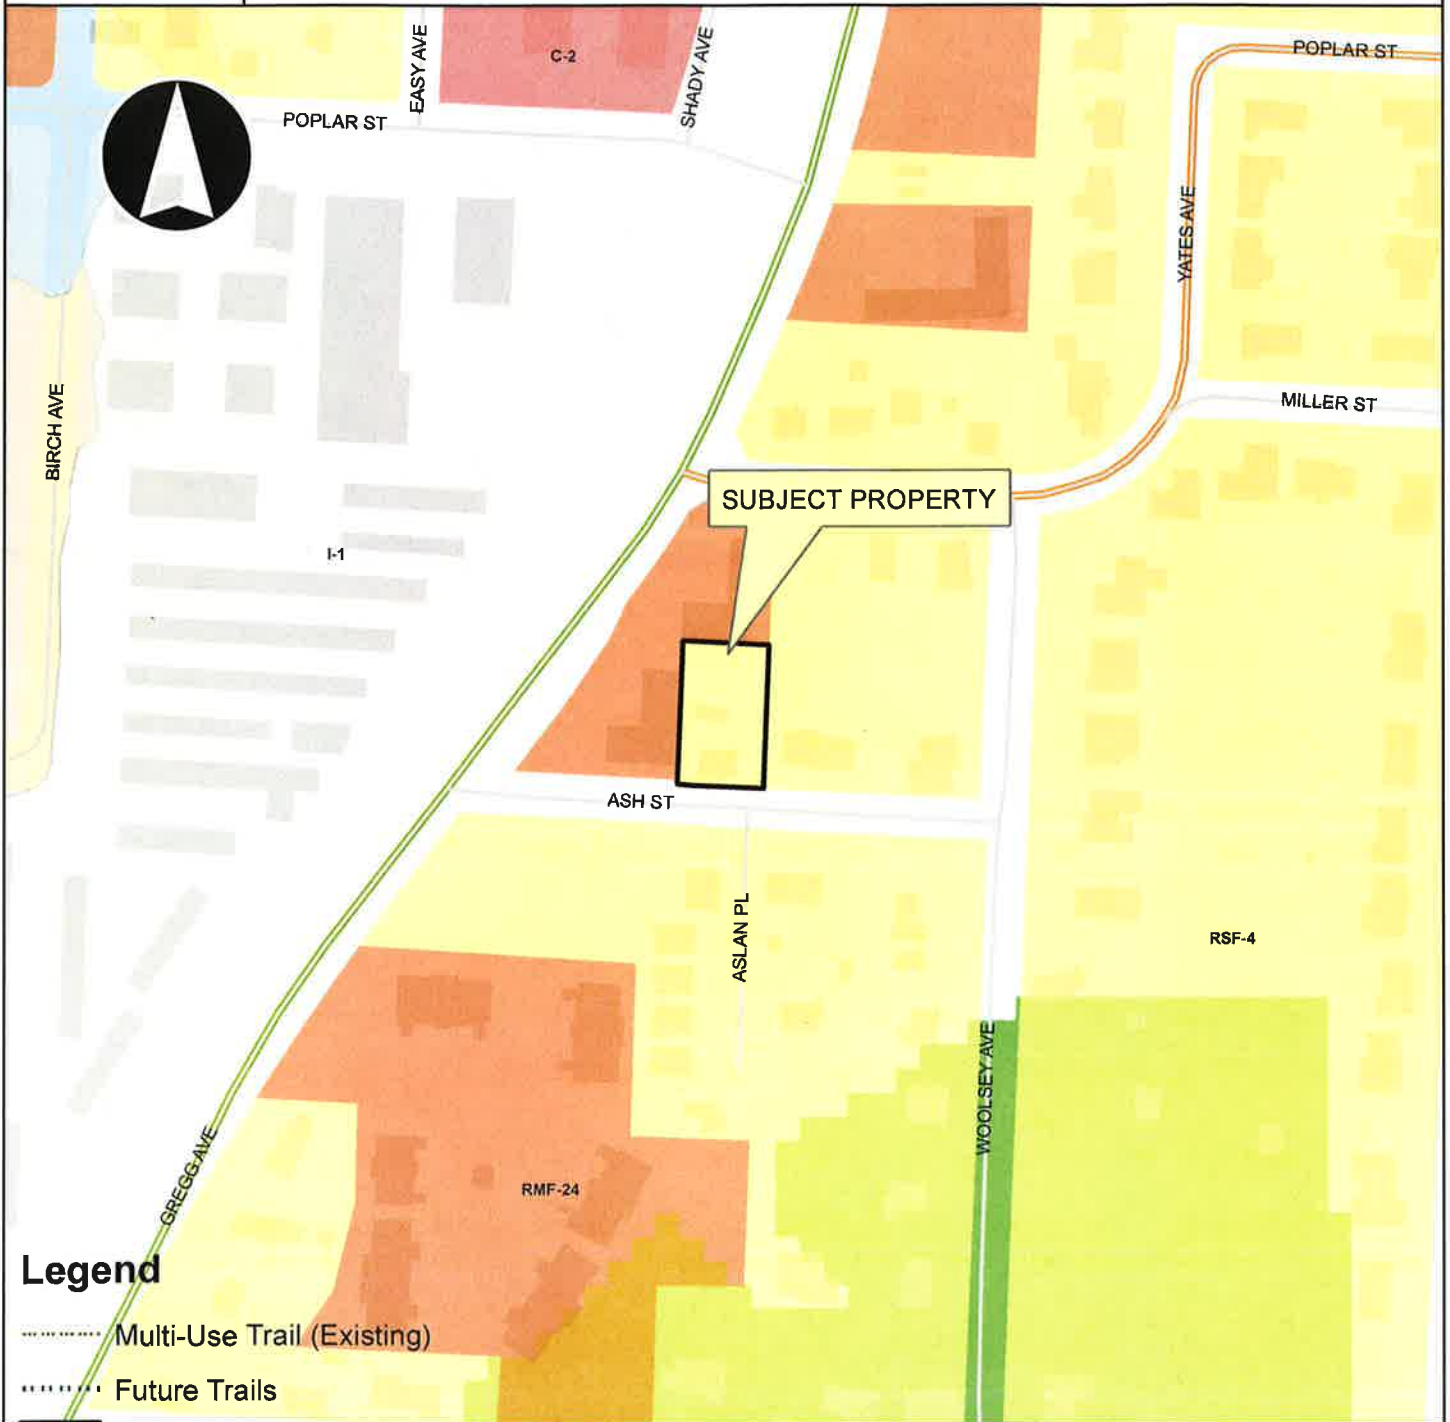 EASY AVE
C-2
SHADY AVE
POPLAR ST
POPLAR ST
YATES AVE
BIRCH AVE
MILLER ST
SUBJECT PROPERTY
I-1
ASH ST
ASLAN PL
RSF-4
WOOLSEY AVE
GREGG AVE
RMF-24
Legend
Multi-Use Trail (Existing)
Future Trails